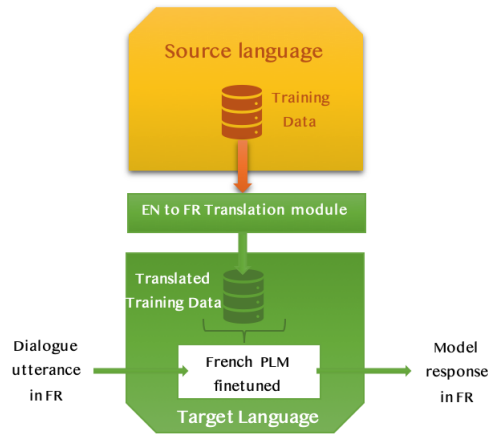 Source language
Training
Data
EN to FR Translation module
Translated
Training Data
Dialogue
utterance
in FR
French PLM
finetuned
Model
response
in FR
Target Language